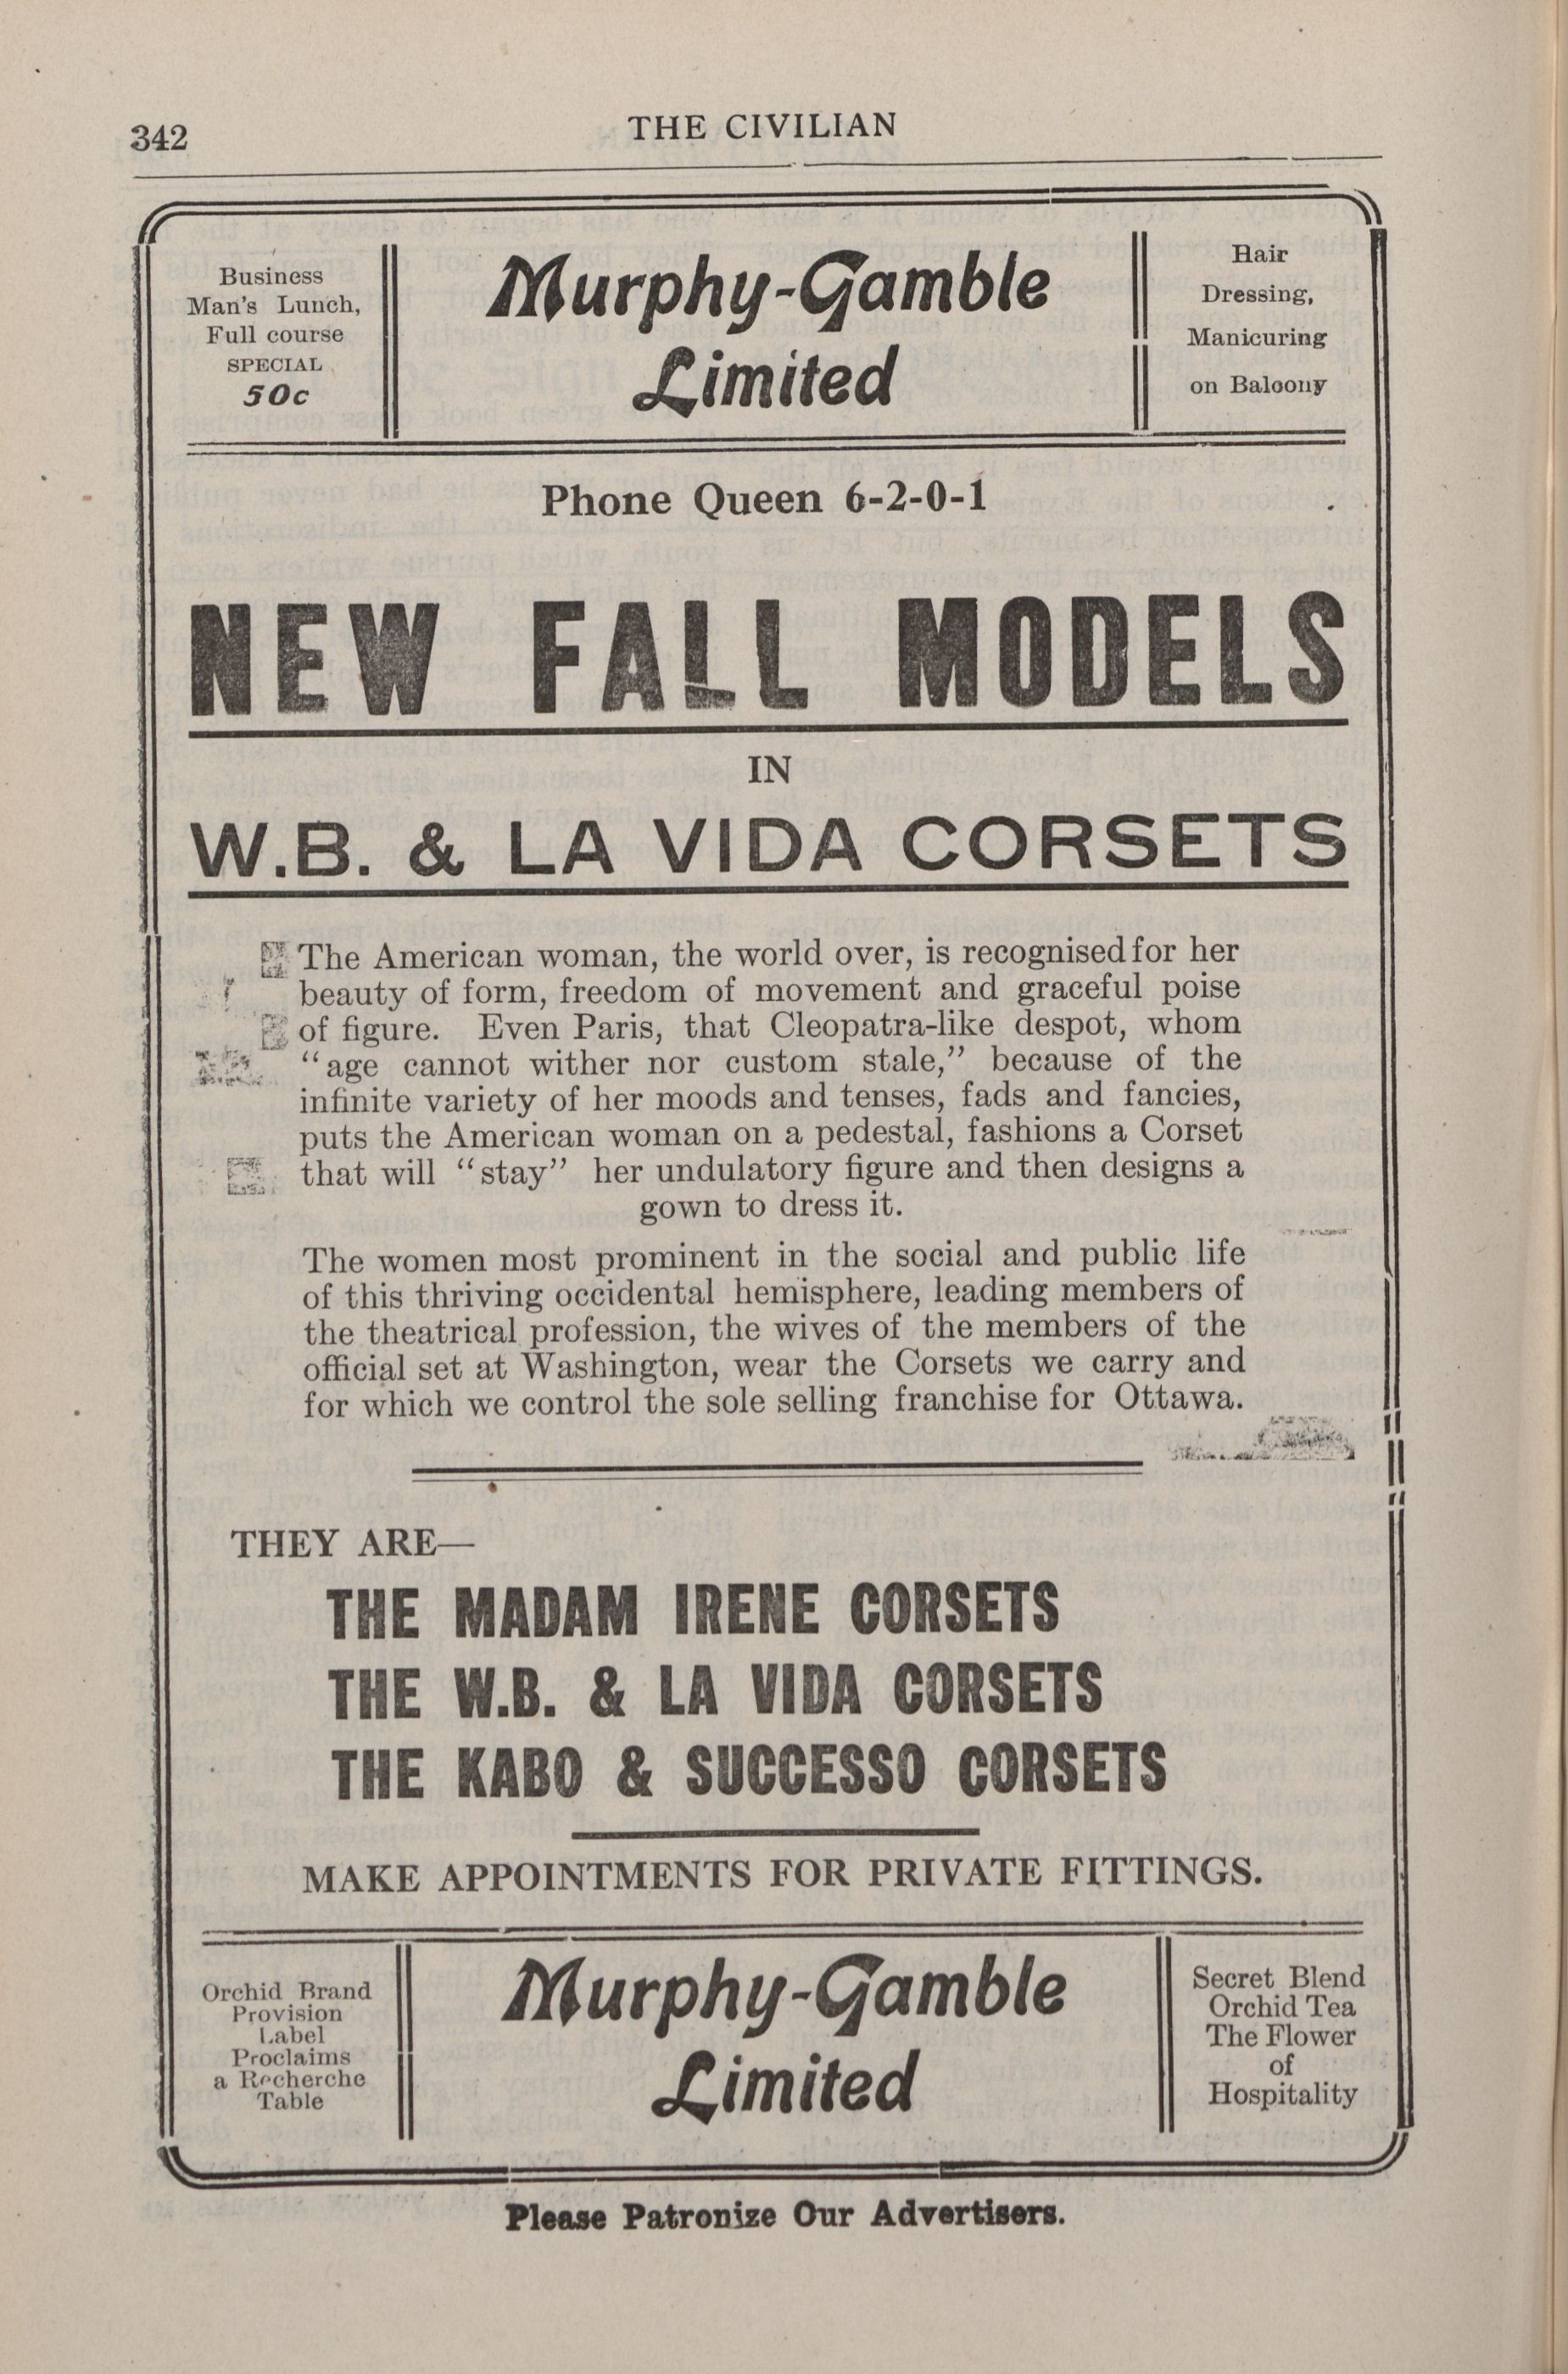 342
THE CIVILIAN
Business
Man's Lunch,
Full course
SPECIAL
50c
Murphy-Gamble
Limited
Hair
Dressing,
Manicuring
on Balcony
Phone Queen 6-2-0-1
NEW FALL MODELS
IN
W.B. & LA VIDA CORSETS
The American woman, the world over, is recognised for her
beauty of form, freedom of movement and graceful poise
of figure. Even Paris, that Cleopatra-like despot, whom
"age cannot wither nor custom stale," because of the
infinite variety of her moods and tenses, fads and fancies,
puts the American woman on a pedestal, fashions a Corset
that will "stay" her undulatory figure and then designs a
gown to dress it.
The women most prominent in the social and public life
of this thriving occidental hemisphere, leading members of
the theatrical profession, the wives of the members of the
official set at Washington, wear the Corsets we carry and
for which we control the sole selling franchise for Ottawa.
THEY ARE—
THE MADAM IRENE CORSETS
THE W.B. & LA VIDA CORSETS
THE KABO & SUCCESSO CORSETS
MAKE APPOINTMENTS FOR PRIVATE FITTINGS.
Orchid Brand
Provision
Label
Proclaims
a Recherche
Table
Murphy-Gamble
Limited
Secret Blend
Orchid Tea
The Flower
of
Hospitality
Please Patronize Our Advertisers.